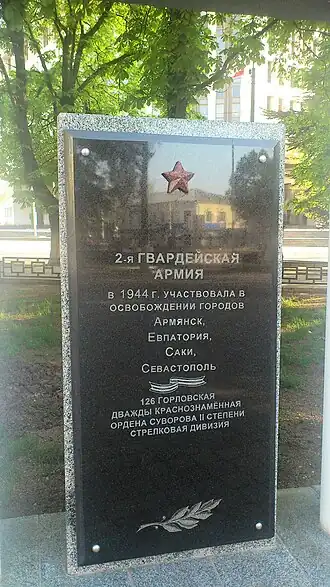 2-я ГВАРДЕЙСКАЯ
АРМИЯ
в 1944 г. участвовала в
освобождении городов
Армянск,
Евпатория,
Саки,
Севастополь
126 ГОРЛОВСКАЯ
ДВАЖДЫ КРАСНОЗНАМЁННАЯ
ОРДЕНА СУВОРОВА II СТЕПЕНИ
СТРЕЛКОВАЯ ДИВИЗИЯ